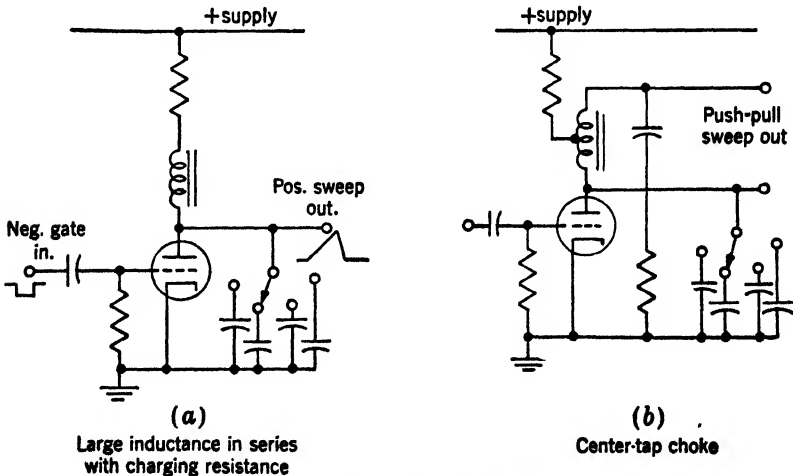 +supply
Neg. gate
in.
Pos. sweep
out.
(a)
Large inductance in series
with charging resistance
+supply
Push-pull
sweep out
(b)
Center-tap choke